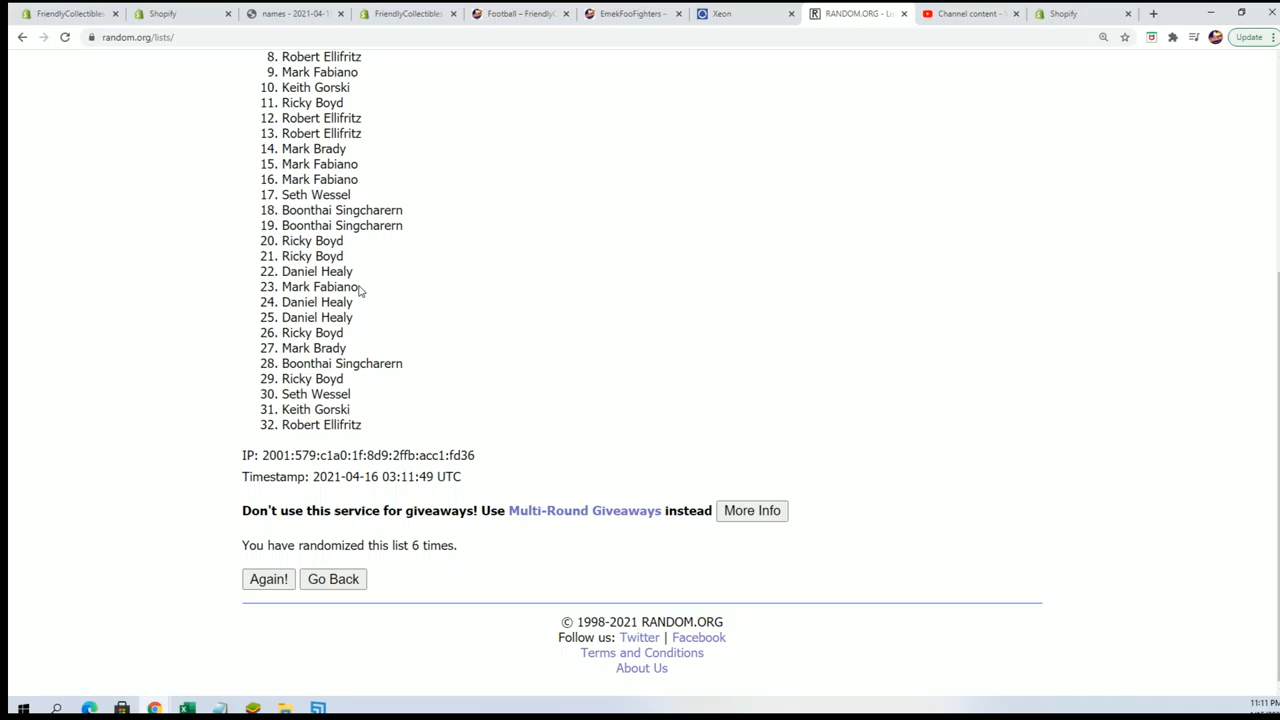 FriendlyCollectibles
Shopify
names - 2021-04-1
FriendlyCollectibles
Football – Friendly
EmekFooFighters –
Xeon
RANDOM.ORG - Li
Channel content -
Shopify
random.org/lists/
Update
8. Robert Ellifritz
9. Mark Fabiano
10. Keith Gorski
11. Ricky Boyd
12. Robert Ellifritz
13. Robert Ellifritz
14. Mark Brady
15. Mark Fabiano
16. Mark Fabiano
17. Seth Wessel
18. Boonthai Singcharern
19. Boonthai Singcharern
20. Ricky Boyd
21. Ricky Boyd
22. Daniel Healy
23. Mark Fabiano
24. Daniel Healy
25. Daniel Healy
26. Ricky Boyd
27. Mark Brady
28. Boonthai Singcharern
29. Ricky Boyd
30. Seth Wessel
31. Keith Gorski
32. Robert Ellifritz
IP: 2001:579:c1a0:1f:8d9:2ffb:acc1:fd36
Timestamp: 2021-04-16 03:11:49 UTC
Don't use this service for giveaways! Use Multi-Round Giveaways instead More Info
You have randomized this list 6 times.
Again! Go Back
© 1998-2021 RANDOM.ORG
Follow us: Twitter | Facebook
Terms and Conditions
About Us
11:11 PM